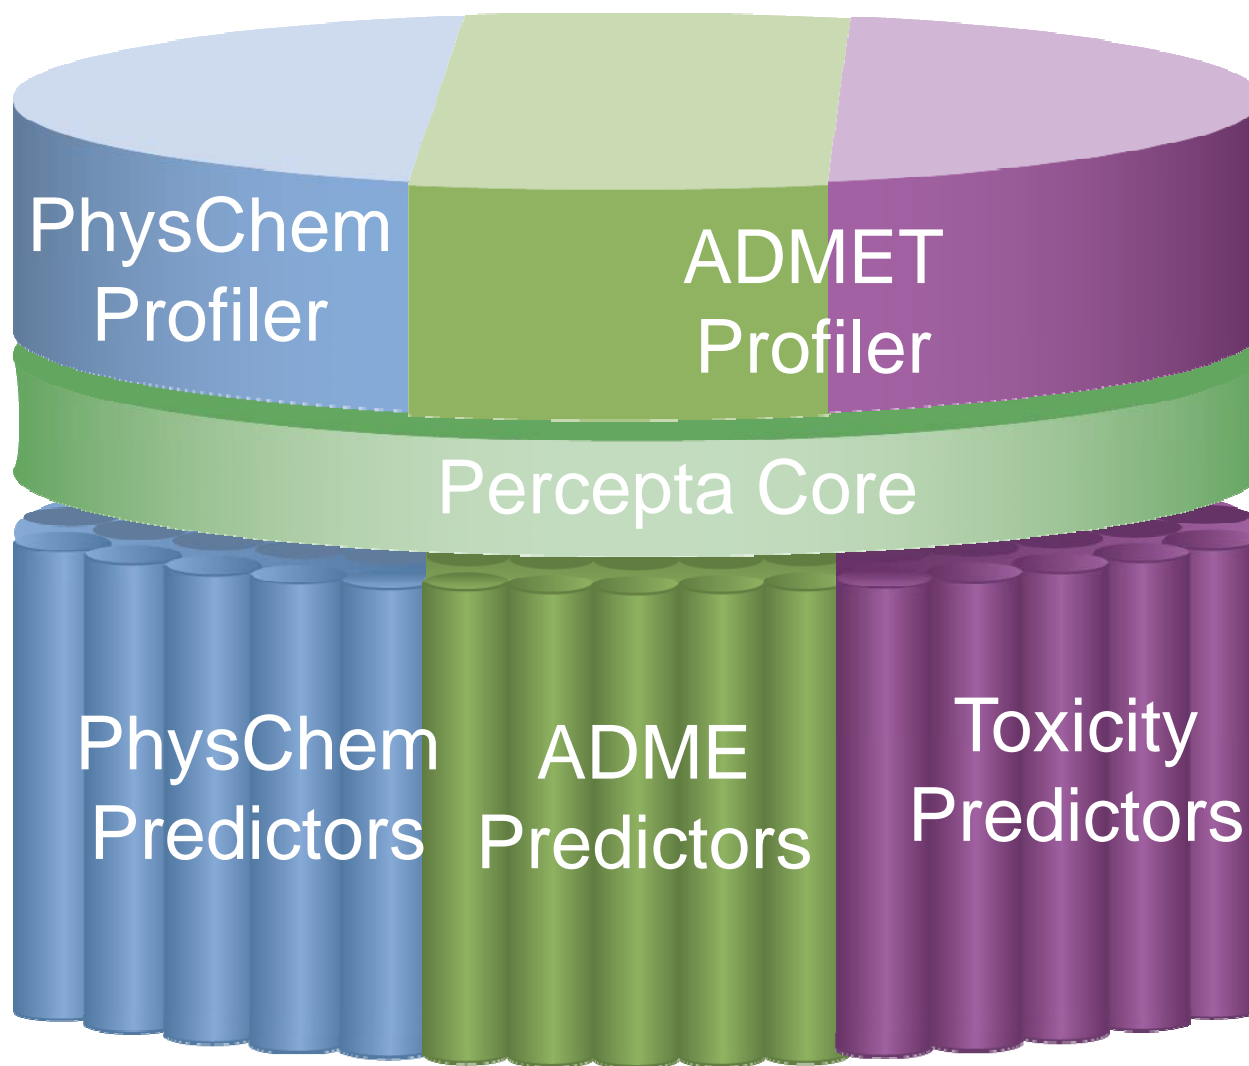 PhysChem
Profiler
ADMET
Profiler
Percepta Core
PhysChem
Predictors
ADME
Predictors
Toxicity
Predictors